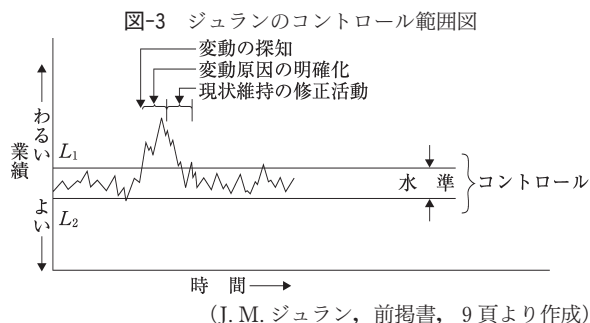 図-3 ジュランのコントロール範囲図
変動の探知
変動原因の明確化
現状維持の修正活動
わるい
業績
よい
L₁
L₂
水準
コントロール
時間
(J. M. ジュラン, 前掲書, 9頁より作成)